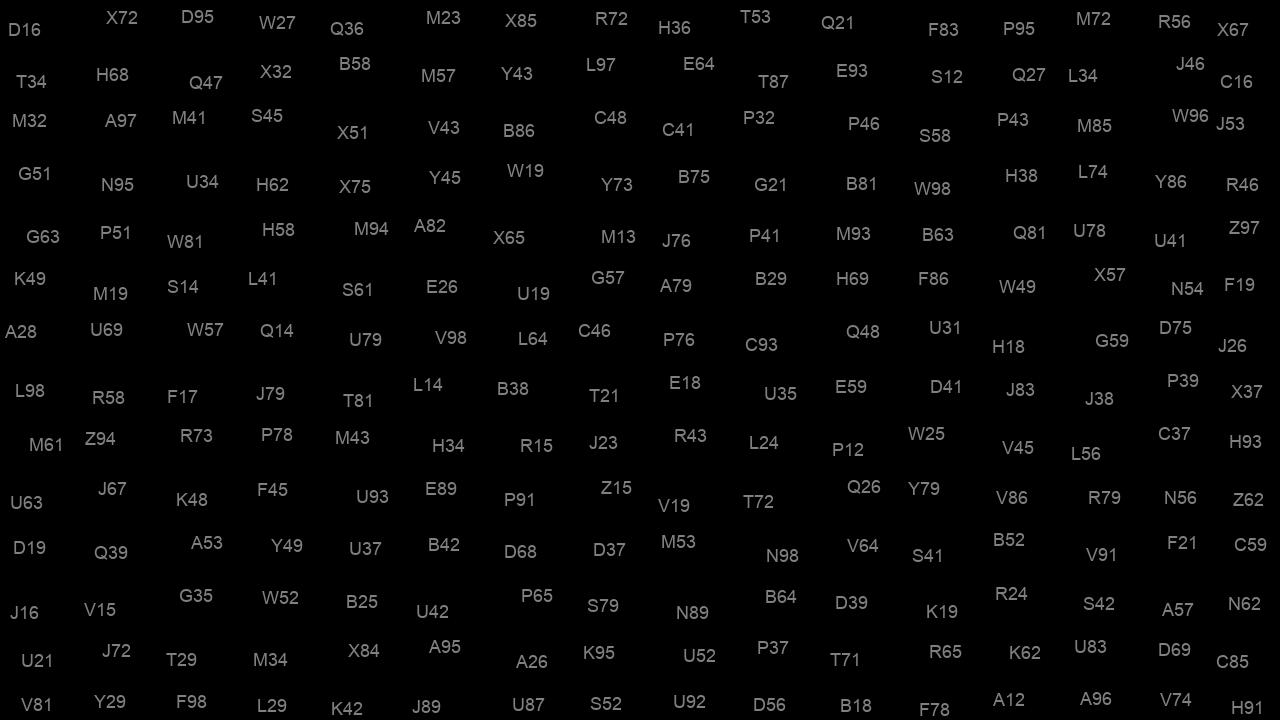 D16 X72 D95 W27 Q36 M23 X85 R72 H36 T53 Q21 F83 P95 M72 R56 X67
T34 H68 Q47 X32 B58 M57 Y43 L97 E64 T87 E93 S12 Q27 L34 J46 C16
M32 A97 M41 S45 X51 V43 B86 C48 C41 P32 P46 S58 P43 M85 W96 J53
G51 N95 U34 H62 X75 Y45 W19 Y73 B75 G21 B81 W98 H38 L74 Y86 R46
G63 P51 W81 H58 M94 A82 X65 M13 J76 P41 M93 B63 Q81 U78 U41 Z97
K49 M19 S14 L41 S61 E26 U19 G57 A79 B29 H69 F86 W49 X57 N54 F19
A28 U69 W57 Q14 U79 V98 L64 C46 P76 C93 Q48 U31 H18 G59 D75 J26
L98 R58 F17 J79 T81 L14 B38 T21 E18 U35 E59 D41 J83 J38 P39 X37
M61 Z94 R73 P78 M43 H34 R15 J23 R43 L24 P12 W25 V45 L56 C37 H93
U63 J67 K48 F45 U93 E89 P91 Z15 V19 T72 Q26 Y79 V86 R79 N56 Z62
D19 Q39 A53 Y49 U37 B42 D68 D37 M53 N98 V64 S41 B52 V91 F21 C59
J16 V15 G35 W52 B25 U42 P65 S79 N89 B64 D39 K19 R24 S42 A57 N62
U21 J72 T29 M34 X84 A95 A26 K95 U52 P37 T71 R65 K62 U83 D69 C85
V81 Y29 F98 L29 K42 J89 U87 S52 U92 D56 B18 F78 A12 A96 V74 H91